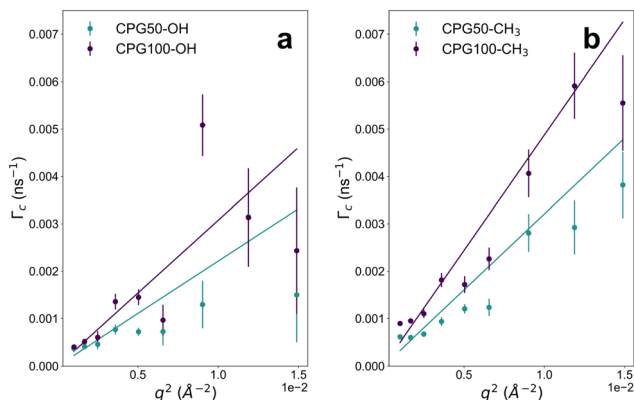 CPG50-OH
CPG100-OH
a
0.007
0.006
0.005
0.004
0.003
0.002
0.001
0.000
Γc (ns⁻¹)
0.5
1.0
1.5
1e−2
q² (Å⁻²)
CPG50-CH₃
CPG100-CH₃
b
0.007
0.006
0.005
0.004
0.003
0.002
0.001
0.000
Γc (ns⁻¹)
0.5
1.0
1.5
1e−2
q² (Å⁻²)